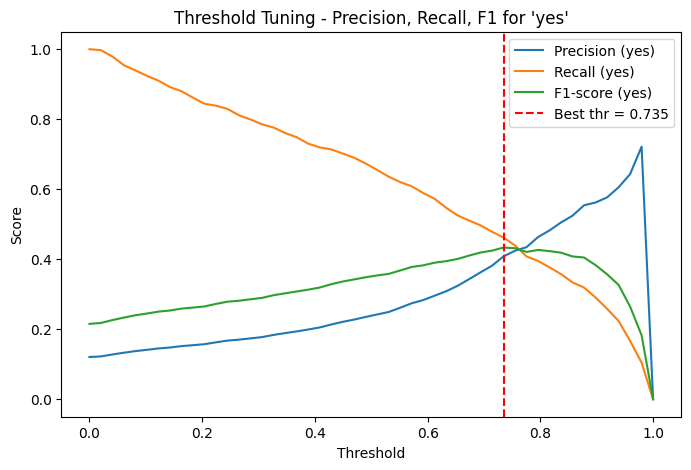 Threshold Tuning - Precision, Recall, F1 for 'yes'
Precision (yes)
Recall (yes)
F1-score (yes)
Best thr = 0.735
Score
1.0
0.8
0.6
0.4
0.2
0.0
0.0 0.2 0.4 0.6 0.8 1.0
Threshold